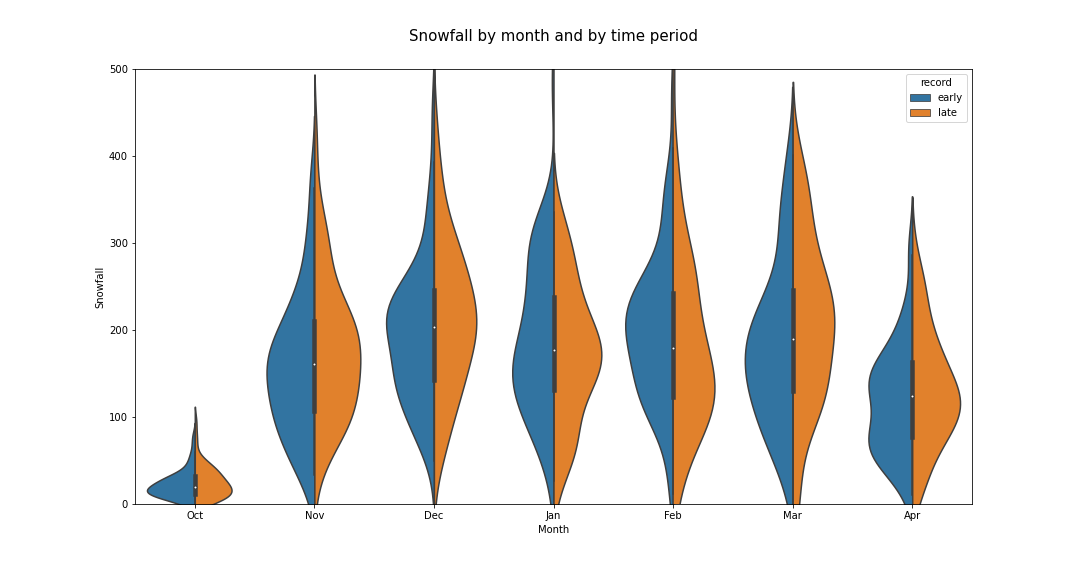 Snowfall by month and by time period
500
400
300
200
100
0
Snowfall
record
early
late
Oct Nov Dec Jan Feb Mar Apr
Month